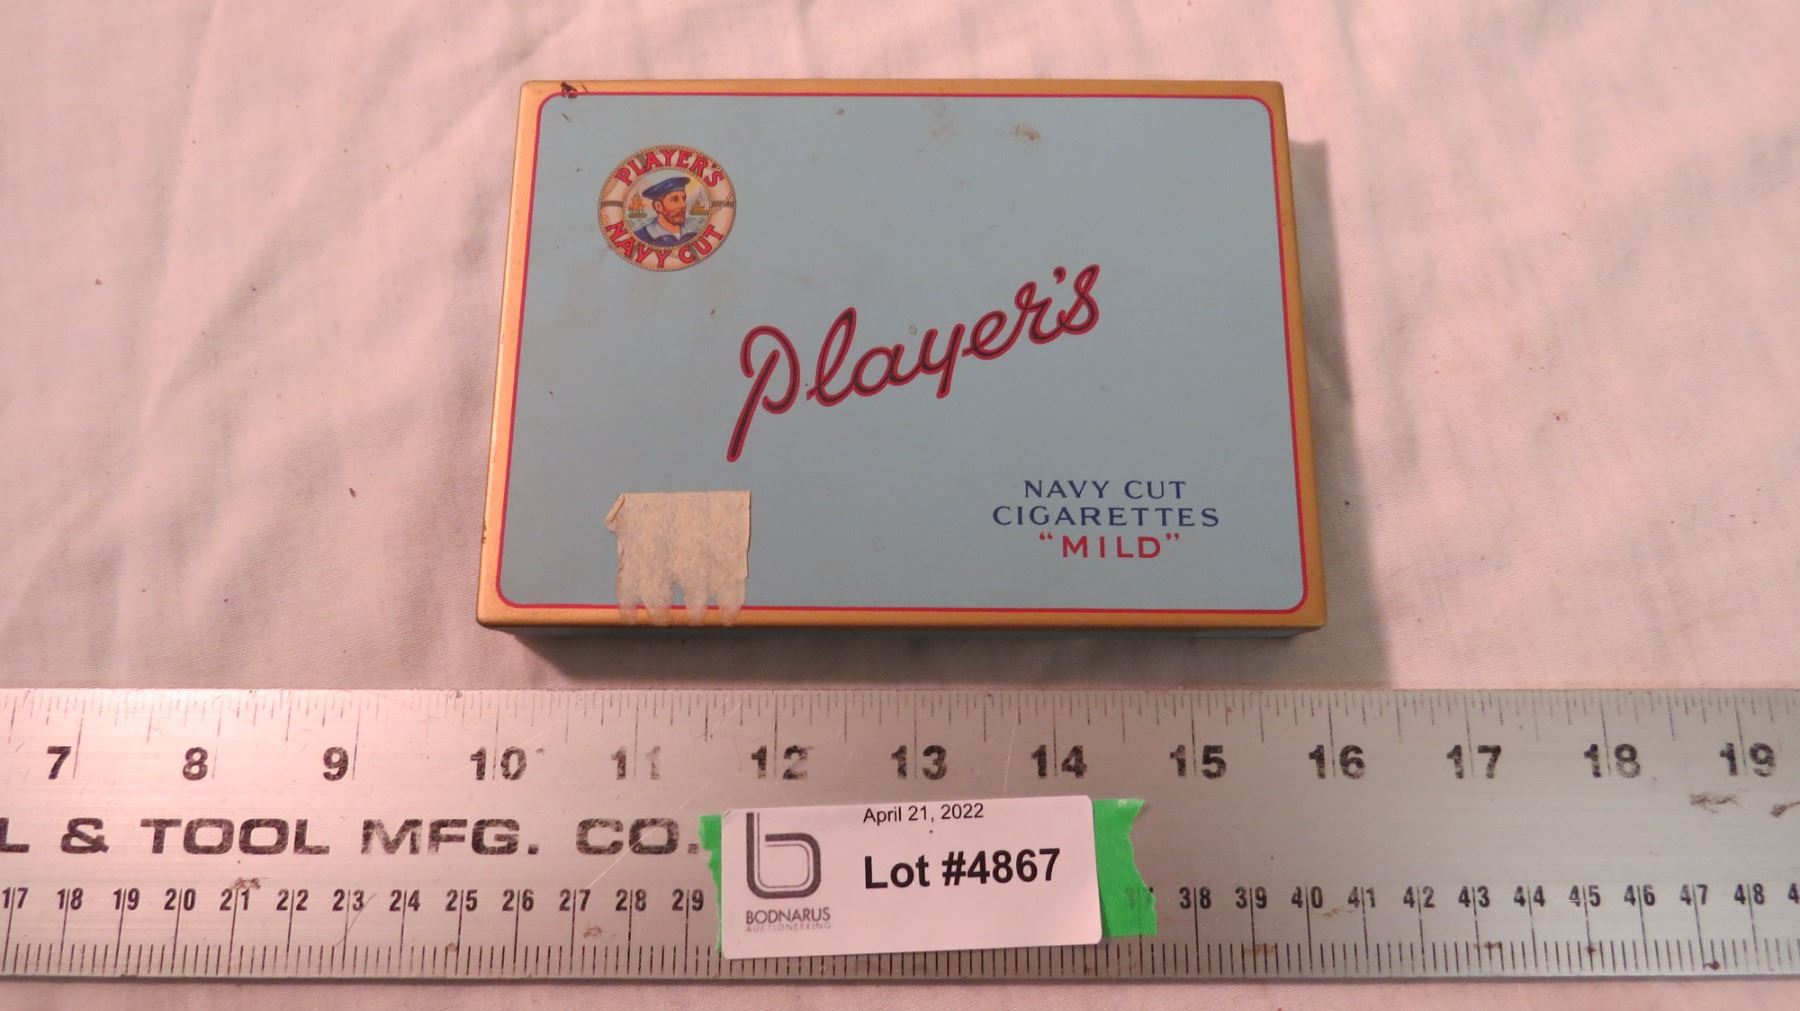 PLAYER'S
NAVY CUT
Player's
NAVY CUT
CIGARETTES
"MILD"
7 8 9 10 11 12 13 14 15 16 17 18 19
L & TOOL MFG. CO.
April 21, 2022
Lot #4867
BODNARUS
AUCTIONEERING
17 18 19 20 21 22 23 24 25 26 27 28 29 38 39 40 41 42 43 44 45 46 47 48